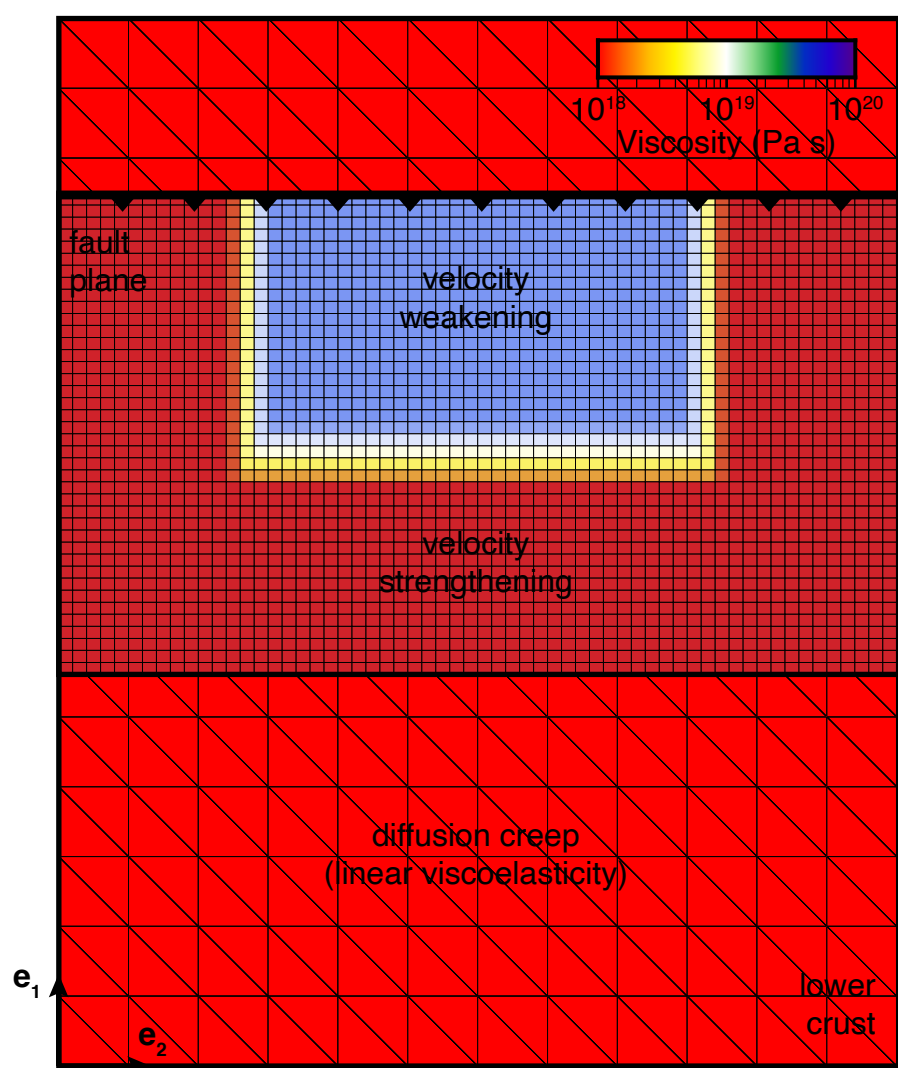 10¹⁸ 10¹⁹ 10²⁰
Viscosity (Pa s)
fault
plane
velocity
weakening
velocity
strengthening
diffusion creep
(linear viscoelasticity)
e₁
lower
crust
e₂